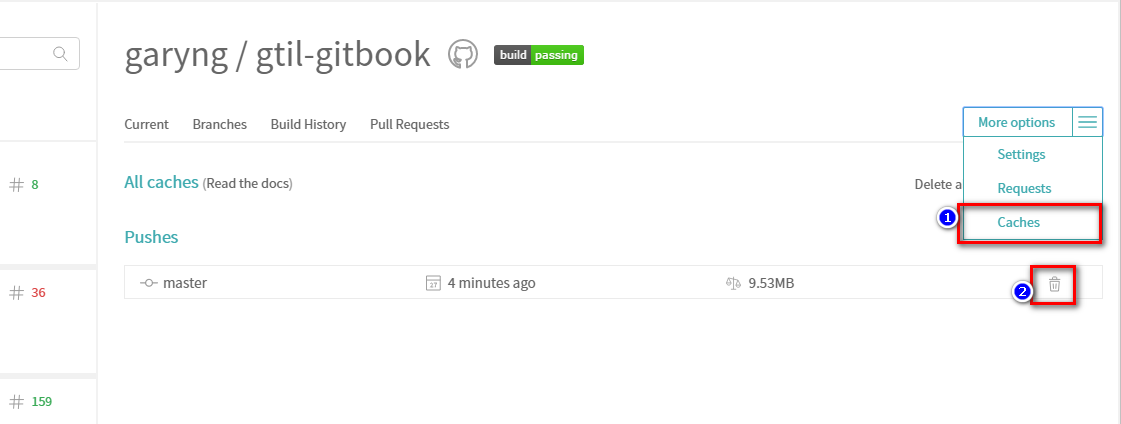 garyng / gtil-gitbook build passing
Current Branches Build History Pull Requests More options
Settings
# 8 All caches (Read the docs) Delete a
Requests
1 Caches
Pushes
master 27 4 minutes ago 9.53MB
# 36 2
# 159